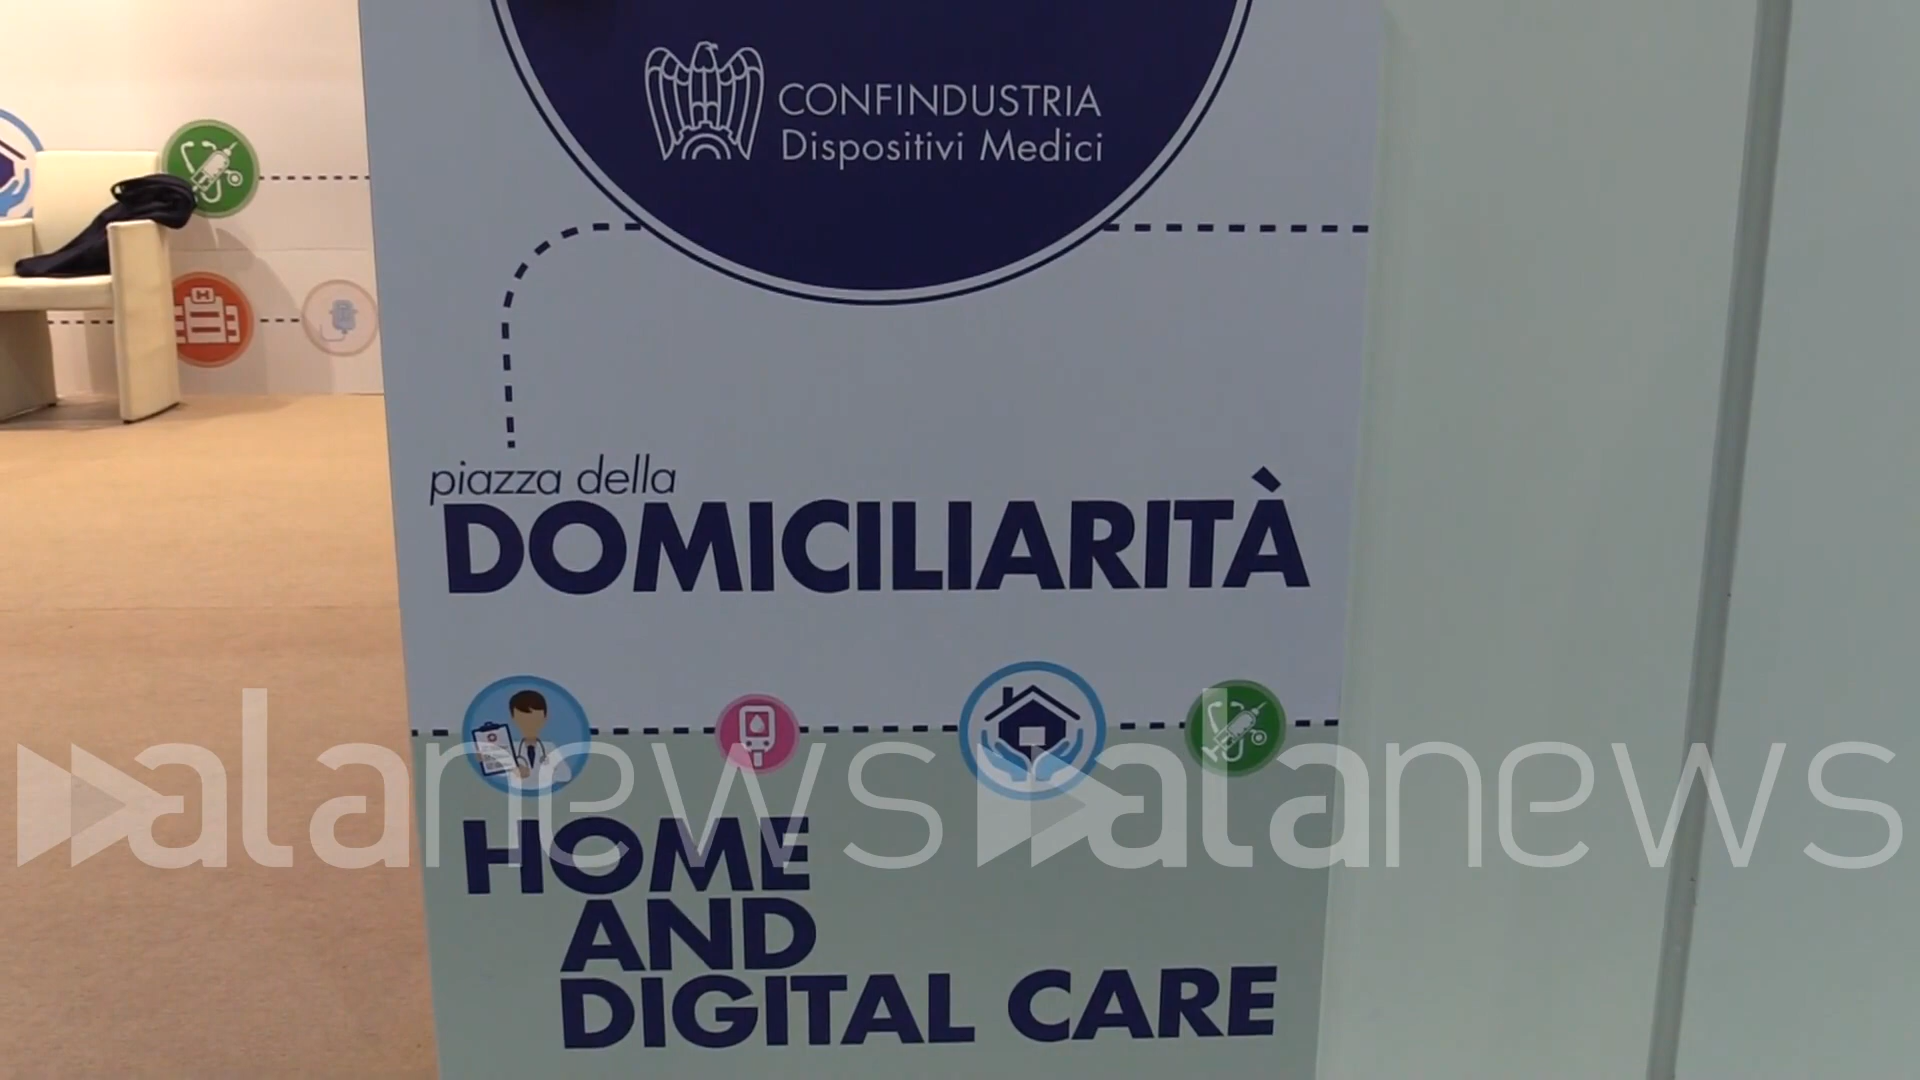 CONFINDUSTRIA
Dispositivi Medici
piazza della
DOMICILIARITÀ
alanews alanews
HOME
AND
DIGITAL CARE